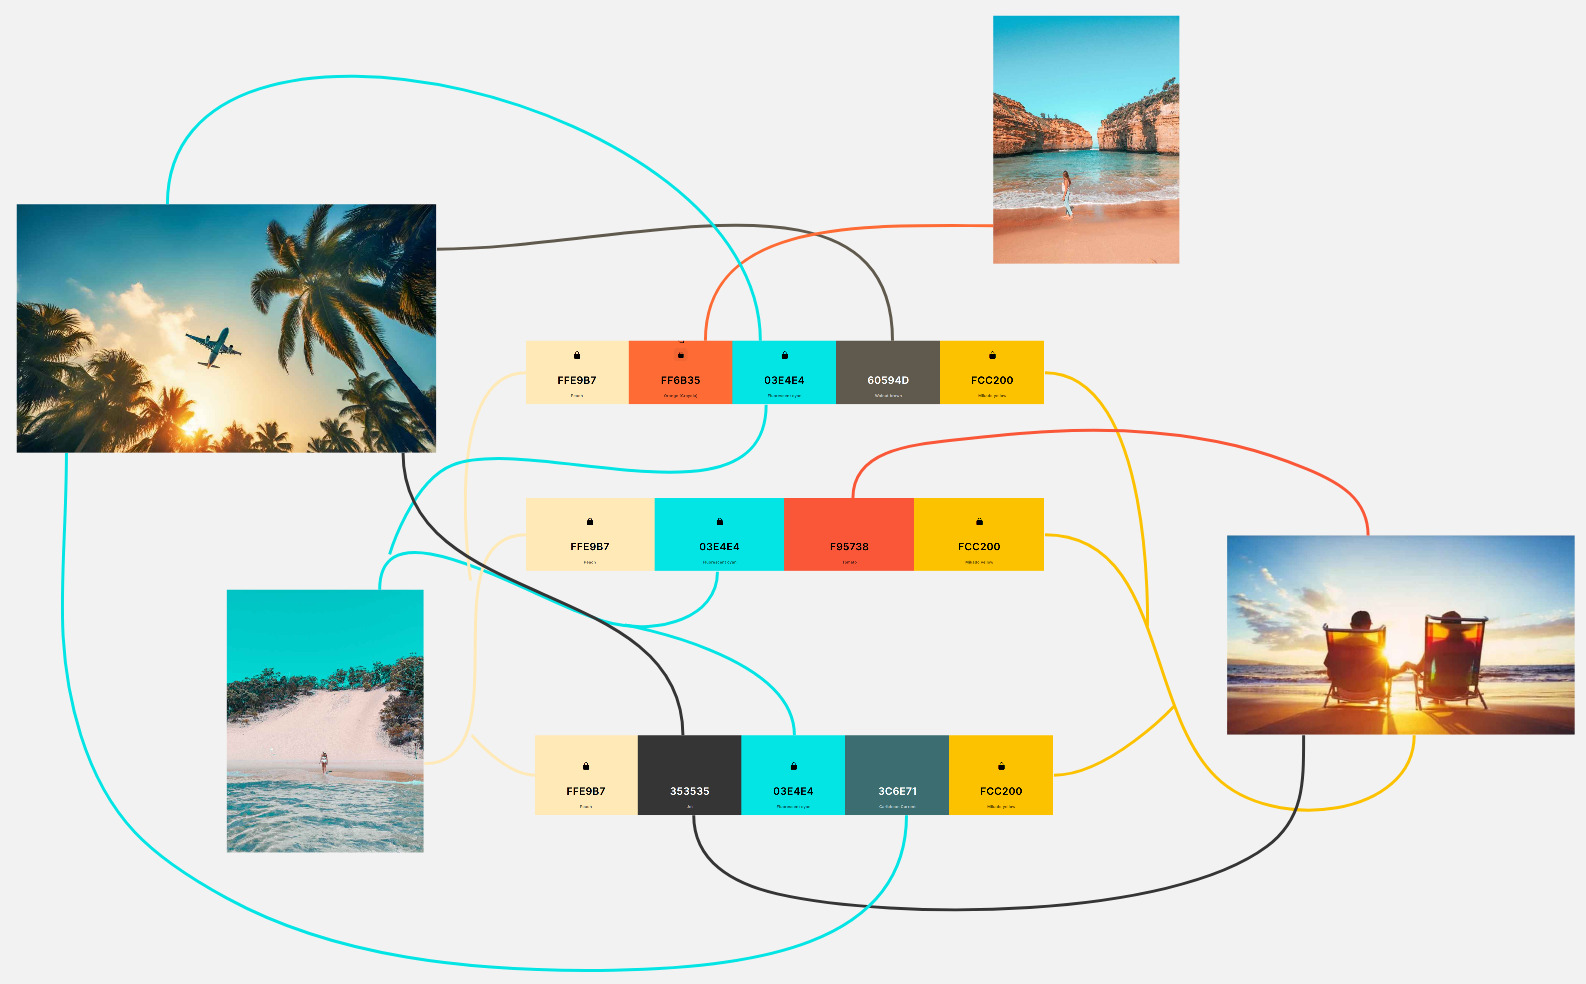 FFE9B7 FF6B35 03E4E4 60594D FCC200
Peach Orange (Crayola) Fluorescent cyan Walnut brown Mikado yellow
FFE9B7 03E4E4 F95738 FCC200
Peach Fluorescent cyan Tomato Mikado yellow
FFE9B7 353535 03E4E4 3C6E71 FCC200
Peach Jet Fluorescent cyan Caribbean Current Mikado yellow